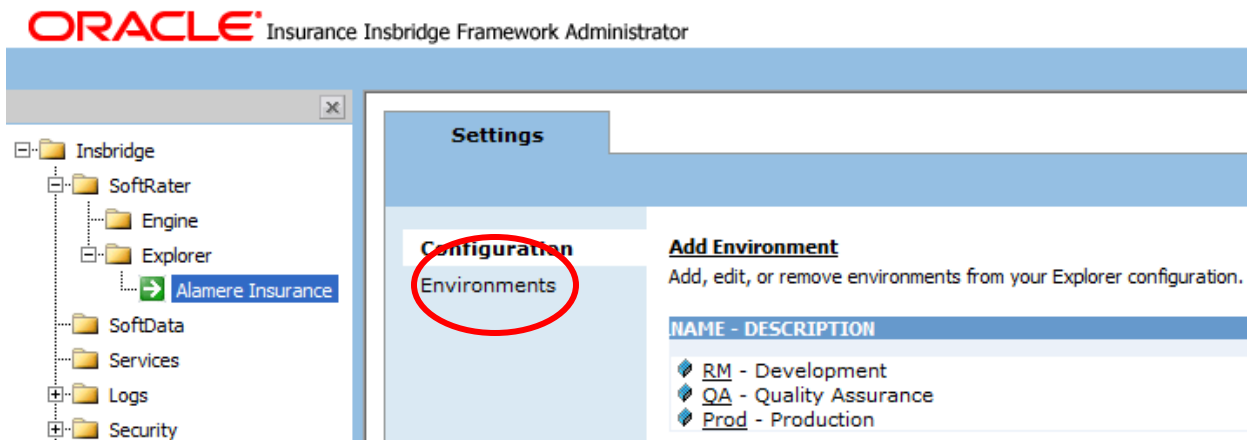 ORACLE Insurance Insbridge Framework Administrator
Insbridge
SoftRater
Engine
Explorer
Alamere Insurance
SoftData
Services
Logs
Security
Settings
Configuration
Environments
Add Environment
Add, edit, or remove environments from your Explorer configuration.
NAME - DESCRIPTION
RM - Development
QA - Quality Assurance
Prod - Production